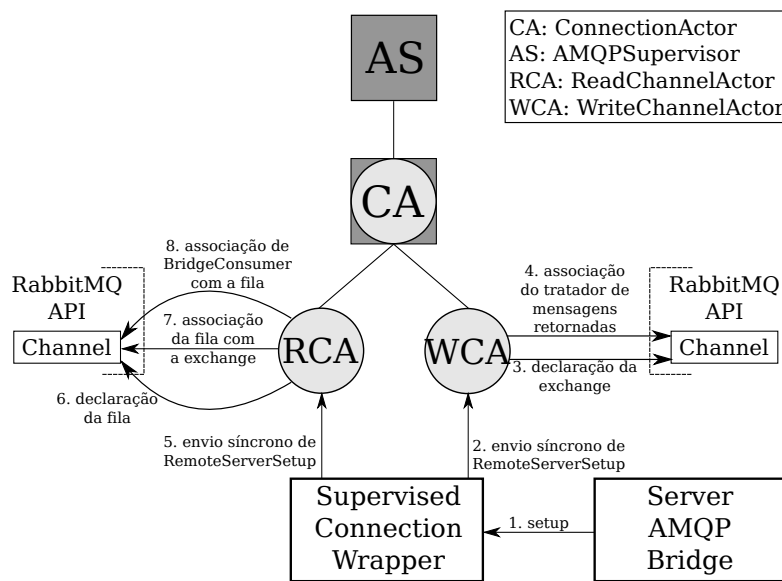 AS
CA: ConnectionActor
AS: AMQPSupervisor
RCA: ReadChannelActor
WCA: WriteChannelActor
CA
8. associação de
BridgeConsumer
com a fila
4. associação
do tratador de
mensagens
retornadas
RabbitMQ
API
Channel
7. associação
da fila com
a exchange
RCA
WCA
RabbitMQ
API
Channel
3. declaração da
exchange
6. declaração
da fila
5. envio síncrono de
RemoteServerSetup
2. envio síncrono de
RemoteServerSetup
Supervised
Connection
Wrapper
1. setup
Server
AMQP
Bridge